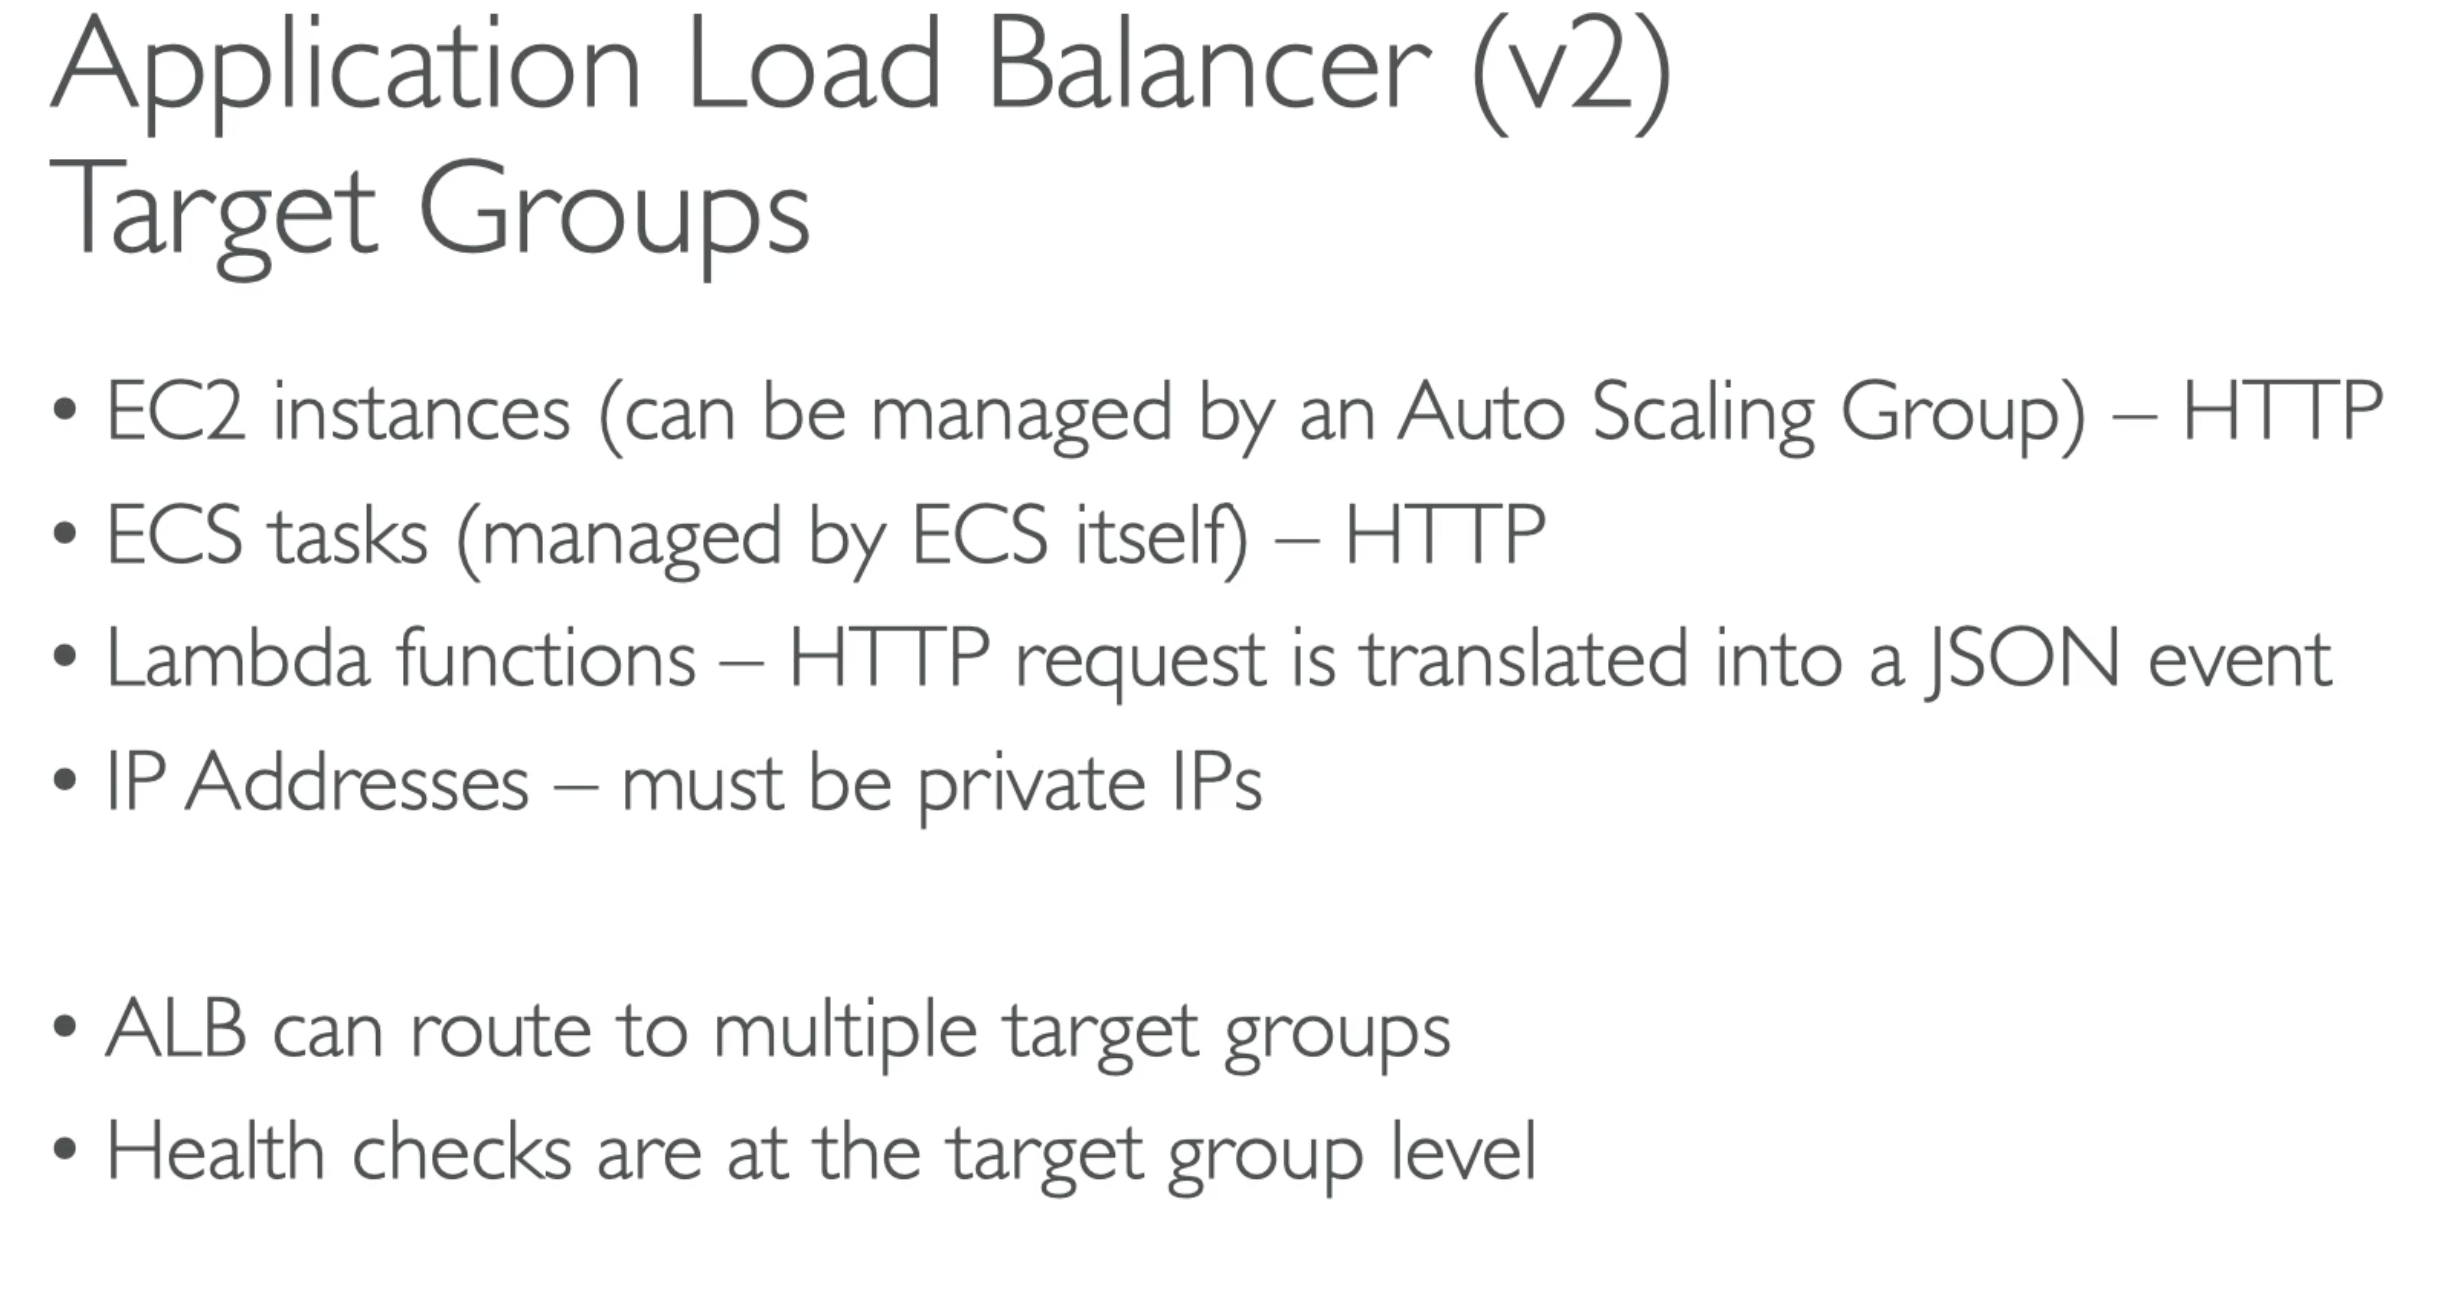 Application Load Balancer (v2)
Target Groups
• EC2 instances (can be managed by an Auto Scaling Group) – HTTP
• ECS tasks (managed by ECS itself) – HTTP
• Lambda functions – HTTP request is translated into a JSON event
• IP Addresses – must be private IPs
• ALB can route to multiple target groups
• Health checks are at the target group level